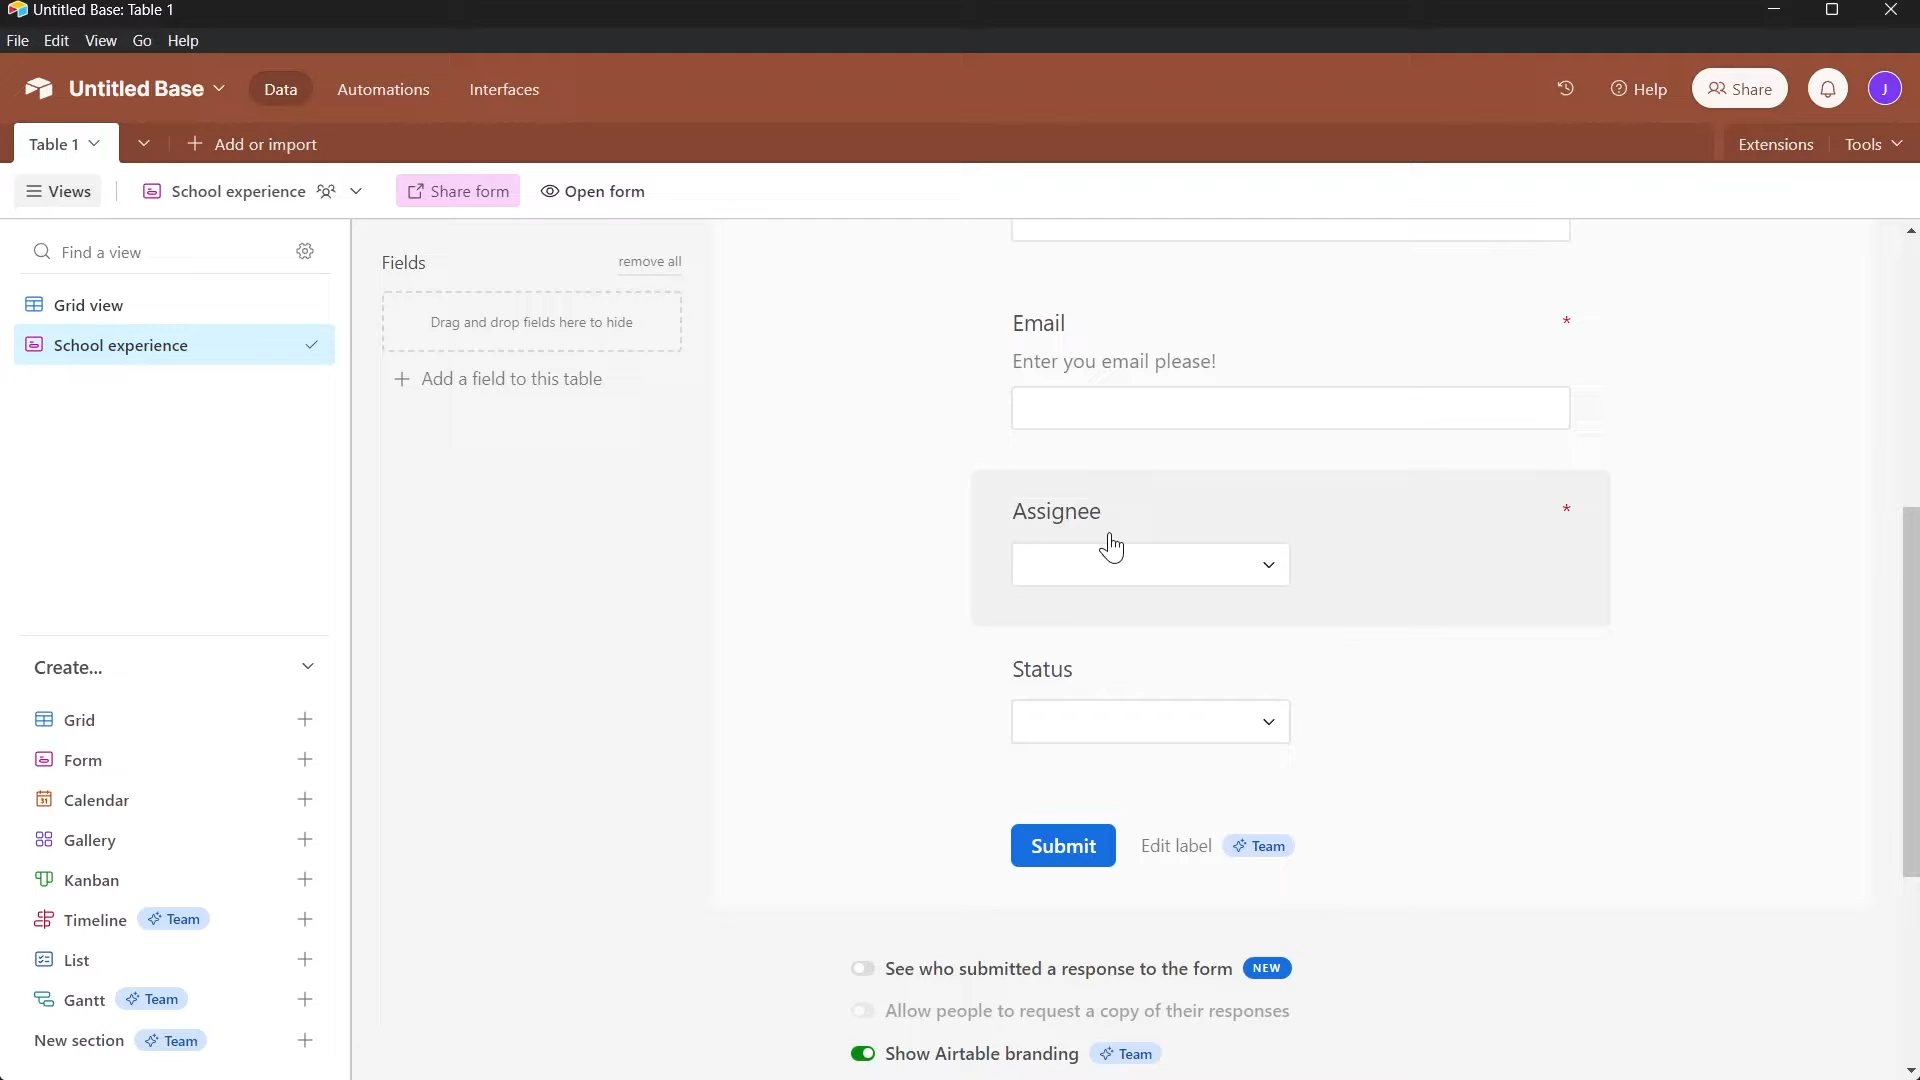 Untitled Base: Table 1
File Edit View Go Help
Untitled Base Data Automations Interfaces Help Share J
Table 1 Add or import Extensions Tools
Views School experience Share form Open form
Find a view
Grid view
School experience
Create...
Grid
Form
31 Calendar
Gallery
Kanban
Timeline Team
List
Gantt Team
New section Team
Fields remove all
Drag and drop fields here to hide
Add a field to this table
Email *
Enter you email please!
Assignee *
Status
Submit Edit label Team
See who submitted a response to the form NEW
Allow people to request a copy of their responses
Show Airtable branding Team